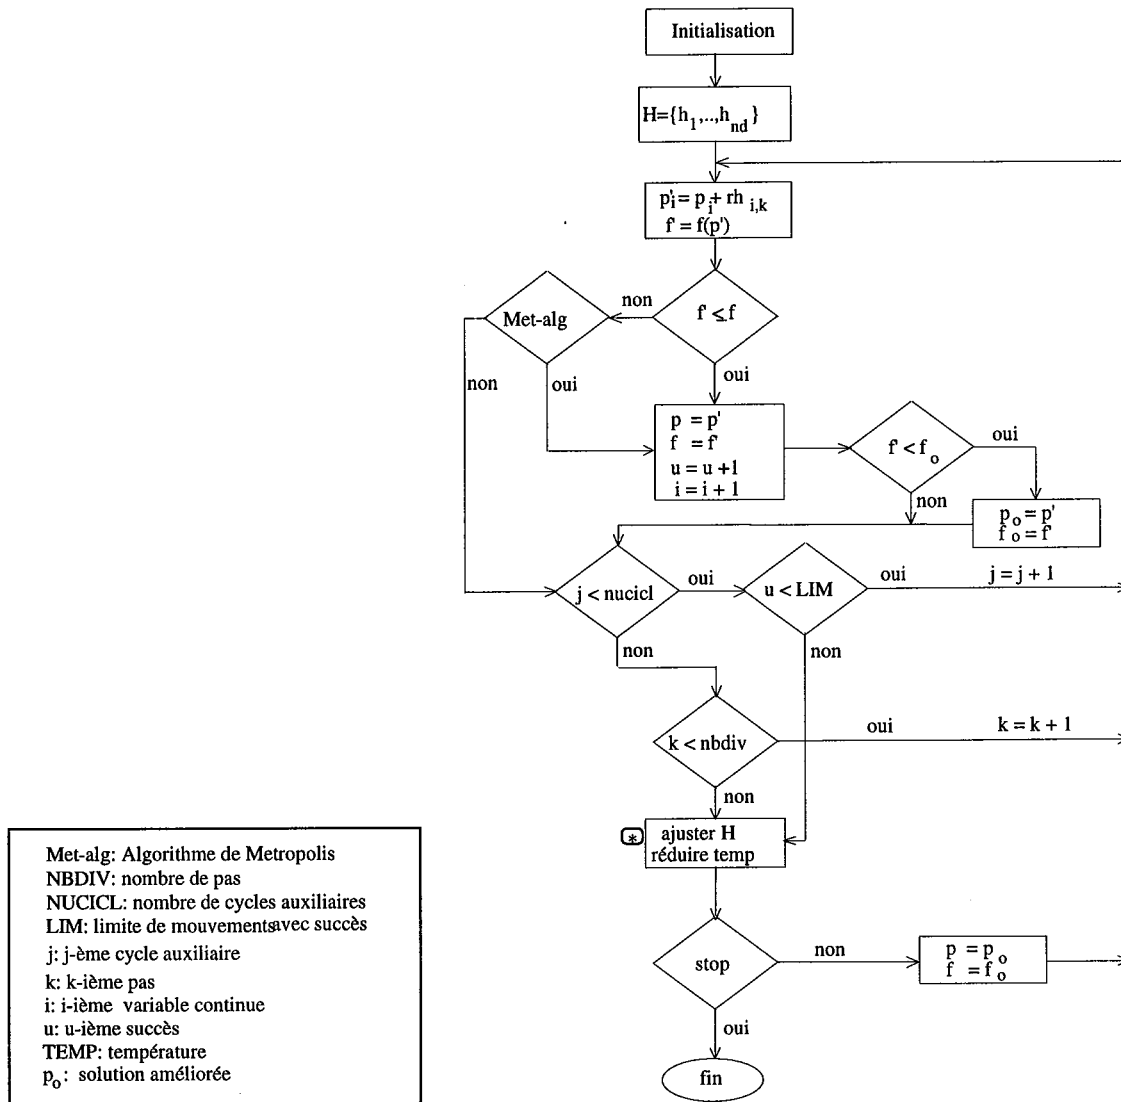 Initialisation
H={h1,..,hnd}
p'i = pi + rh i,k
f' = f(p')
f' ≤ f
non
Met-alg
oui
non
oui
p = p'
f = f'
u = u +1
i = i + 1
f' < fo
oui
non
po = p'
fo = f'
j < nucicl
oui
u < LIM
oui
j = j + 1
non
non
k < nbdiv
oui
k = k + 1
non
* ajuster H
réduire temp
stop
non
p = po
f = fo
oui
fin
Met-alg: Algorithme de Metropolis
NBDIV: nombre de pas
NUCICL: nombre de cycles auxiliaires
LIM: limite de mouvements avec succès
j: j-ème cycle auxiliaire
k: k-ième pas
i: i-ième variable continue
u: u-ième succès
TEMP: température
po: solution améliorée